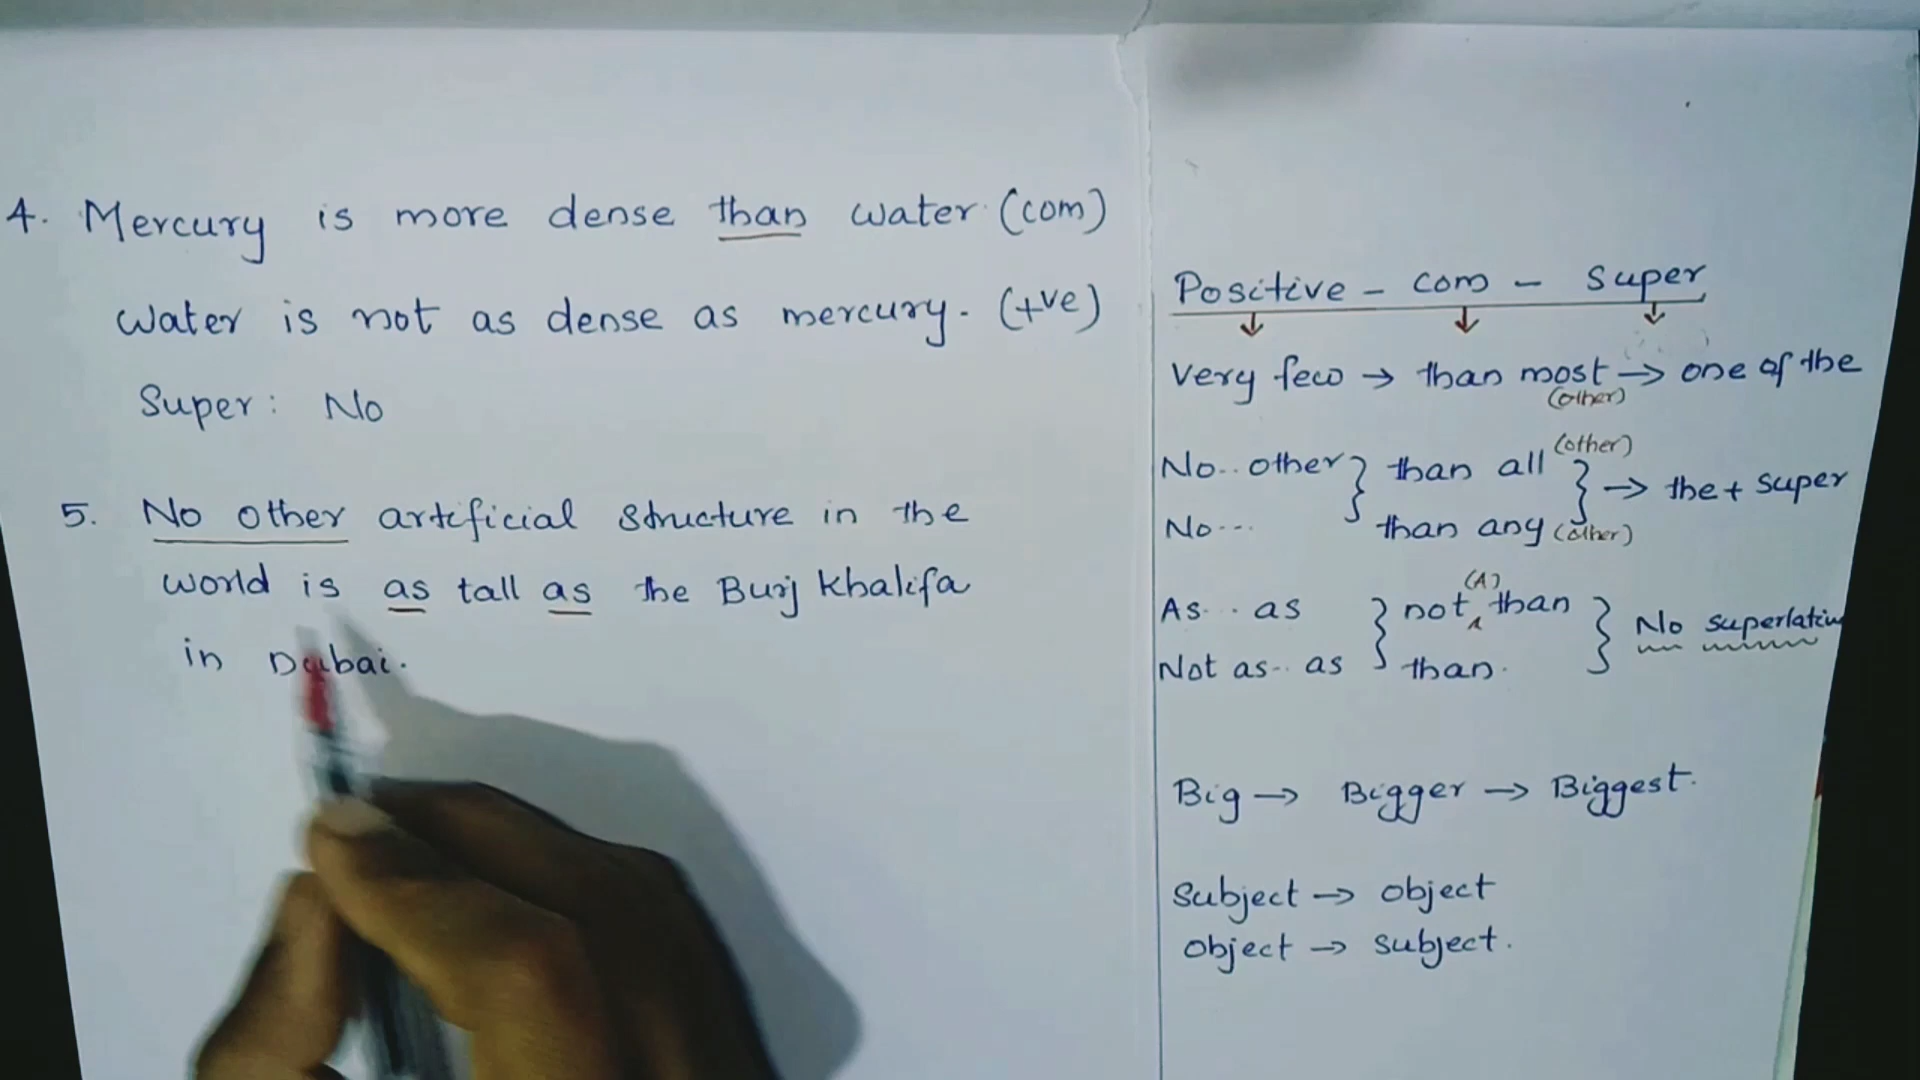 4. Mercury is more dense than water. (com)
water is not as dense as mercury. (+ve)
Super: No
5. No other artificial structure in the
world is as tall as the Burj khalifa
in Dubai.
Positive - com - Super
Very few → than most → one of the
(other)
(other)
No.. other } than all } → the + super
No... than any (other)
(A)
As... as } not ʌ than } No superlative
Not as.. as than.
Big → Bigger → Biggest.
Subject → object
object → subject.